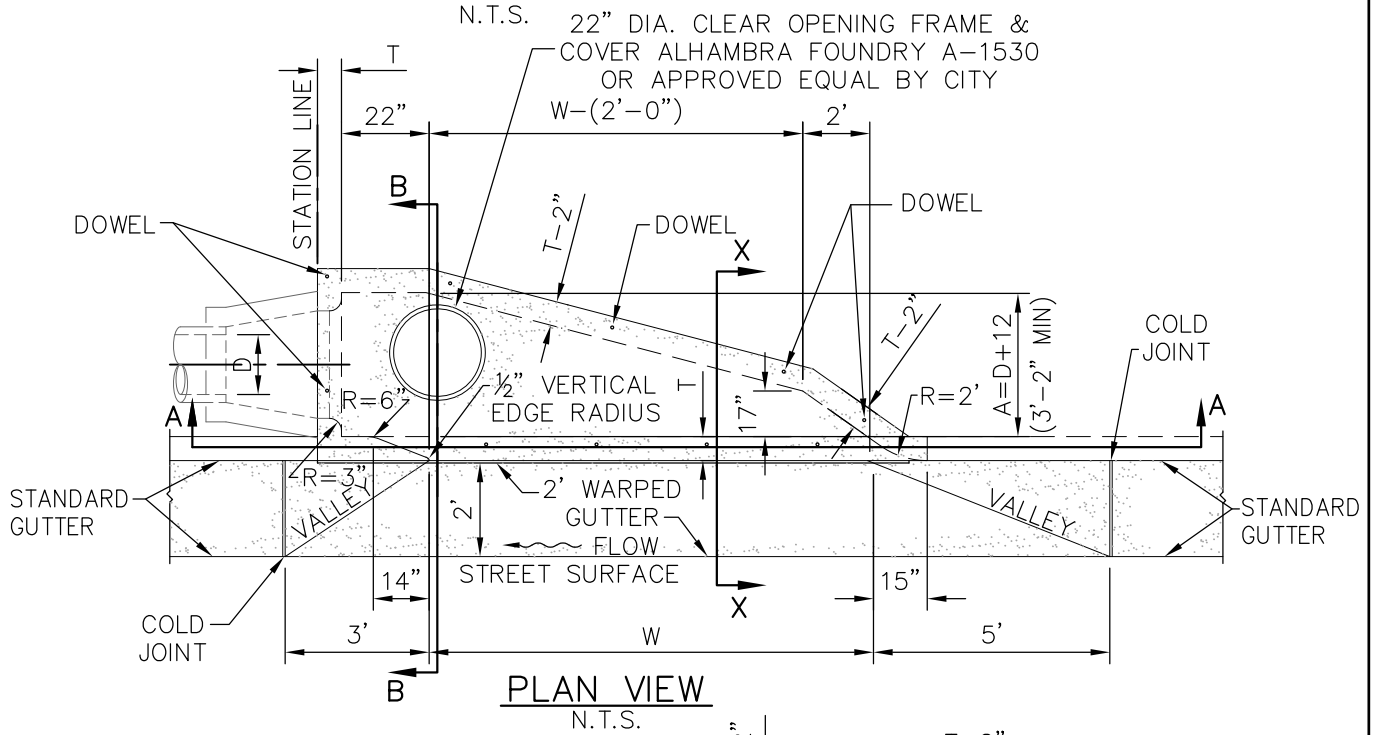 N.T.S.
22" DIA. CLEAR OPENING FRAME &
COVER ALHAMBRA FOUNDRY A-1530
OR APPROVED EQUAL BY CITY
T
STATION LINE
22"
W-(2'-0")
2'
B
DOWEL
T-2"
DOWEL
DOWEL
X
T-2"
A=D+12
(3'-2" MIN)
COLD
JOINT
D
R=6"
½" VERTICAL
EDGE RADIUS
T
17"
R=2'
A
A
R=3"
STANDARD
GUTTER
VALLEY
2'
2' WARPED
GUTTER
FLOW
STREET SURFACE
VALLEY
STANDARD
GUTTER
14"
X
15"
COLD
JOINT
3'
W
5'
B
PLAN VIEW
N.T.S.